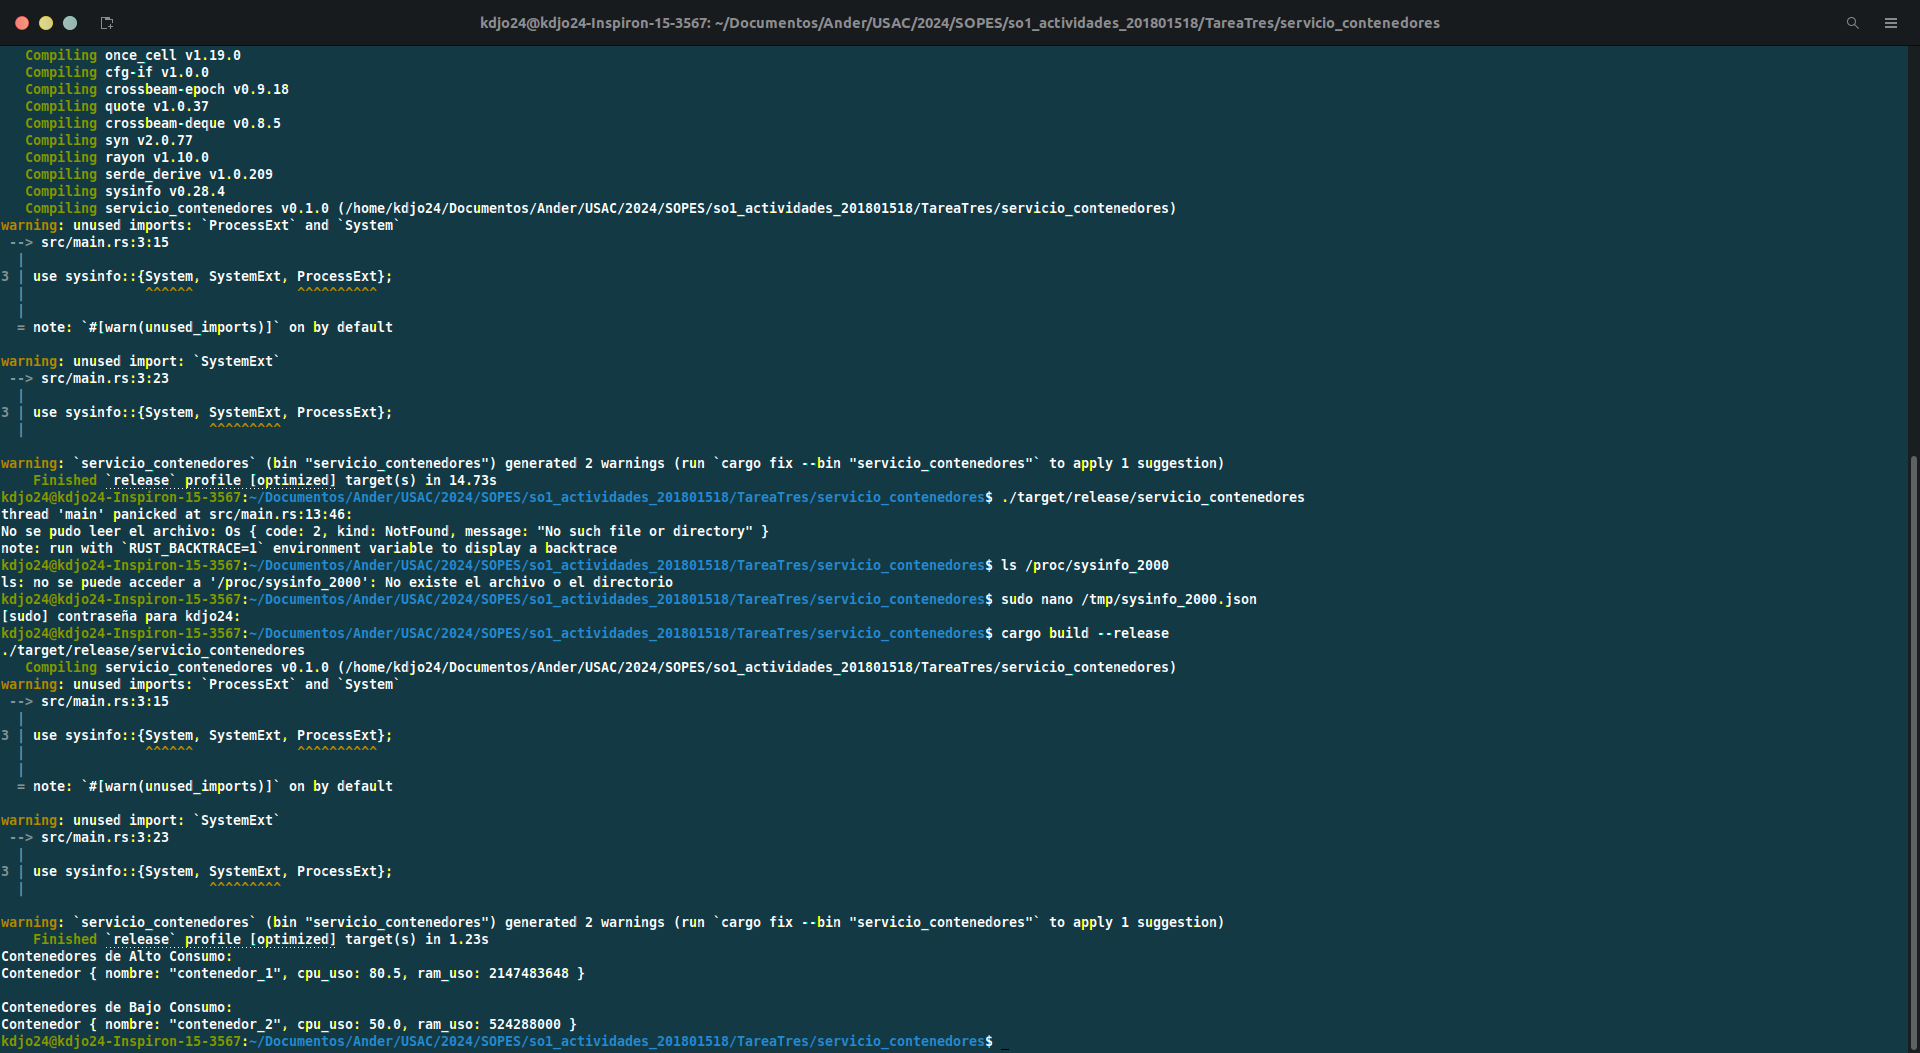 kdjo24@kdjo24-Inspiron-15-3567: ~/Documentos/Ander/USAC/2024/SOPES/so1_actividades_201801518/TareaTres/servicio_contenedores
   Compiling once_cell v1.19.0
   Compiling cfg-if v1.0.0
   Compiling crossbeam-epoch v0.9.18
   Compiling quote v1.0.37
   Compiling crossbeam-deque v0.8.5
   Compiling syn v2.0.77
   Compiling rayon v1.10.0
   Compiling serde_derive v1.0.209
   Compiling sysinfo v0.28.4
   Compiling servicio_contenedores v0.1.0 (/home/kdjo24/Documentos/Ander/USAC/2024/SOPES/so1_actividades_201801518/TareaTres/servicio_contenedores)
warning: unused imports: `ProcessExt` and `System`
 --> src/main.rs:3:15
  |
3 | use sysinfo::{System, SystemExt, ProcessExt};
  |               ^^^^^^             ^^^^^^^^^^
  |
  = note: `#[warn(unused_imports)]` on by default

warning: unused import: `SystemExt`
 --> src/main.rs:3:23
  |
3 | use sysinfo::{System, SystemExt, ProcessExt};
  |                       ^^^^^^^^^

warning: `servicio_contenedores` (bin "servicio_contenedores") generated 2 warnings (run `cargo fix --bin "servicio_contenedores"` to apply 1 suggestion)
    Finished `release` profile [optimized] target(s) in 14.73s
kdjo24@kdjo24-Inspiron-15-3567:~/Documentos/Ander/USAC/2024/SOPES/so1_actividades_201801518/TareaTres/servicio_contenedores$ ./target/release/servicio_contenedores
thread 'main' panicked at src/main.rs:13:46:
No se pudo leer el archivo: Os { code: 2, kind: NotFound, message: "No such file or directory" }
note: run with `RUST_BACKTRACE=1` environment variable to display a backtrace
kdjo24@kdjo24-Inspiron-15-3567:~/Documentos/Ander/USAC/2024/SOPES/so1_actividades_201801518/TareaTres/servicio_contenedores$ ls /proc/sysinfo_2000
ls: no se puede acceder a '/proc/sysinfo_2000': No existe el archivo o el directorio
kdjo24@kdjo24-Inspiron-15-3567:~/Documentos/Ander/USAC/2024/SOPES/so1_actividades_201801518/TareaTres/servicio_contenedores$ sudo nano /tmp/sysinfo_2000.json
[sudo] contraseña para kdjo24:
kdjo24@kdjo24-Inspiron-15-3567:~/Documentos/Ander/USAC/2024/SOPES/so1_actividades_201801518/TareaTres/servicio_contenedores$ cargo build --release
./target/release/servicio_contenedores
   Compiling servicio_contenedores v0.1.0 (/home/kdjo24/Documentos/Ander/USAC/2024/SOPES/so1_actividades_201801518/TareaTres/servicio_contenedores)
warning: unused imports: `ProcessExt` and `System`
 --> src/main.rs:3:15
  |
3 | use sysinfo::{System, SystemExt, ProcessExt};
  |               ^^^^^^             ^^^^^^^^^^
  |
  = note: `#[warn(unused_imports)]` on by default

warning: unused import: `SystemExt`
 --> src/main.rs:3:23
  |
3 | use sysinfo::{System, SystemExt, ProcessExt};
  |                       ^^^^^^^^^

warning: `servicio_contenedores` (bin "servicio_contenedores") generated 2 warnings (run `cargo fix --bin "servicio_contenedores"` to apply 1 suggestion)
    Finished `release` profile [optimized] target(s) in 1.23s
Contenedores de Alto Consumo:
Contenedor { nombre: "contenedor_1", cpu_uso: 80.5, ram_uso: 2147483648 }

Contenedores de Bajo Consumo:
Contenedor { nombre: "contenedor_2", cpu_uso: 50.0, ram_uso: 524288000 }
kdjo24@kdjo24-Inspiron-15-3567:~/Documentos/Ander/USAC/2024/SOPES/so1_actividades_201801518/TareaTres/servicio_contenedores$ _